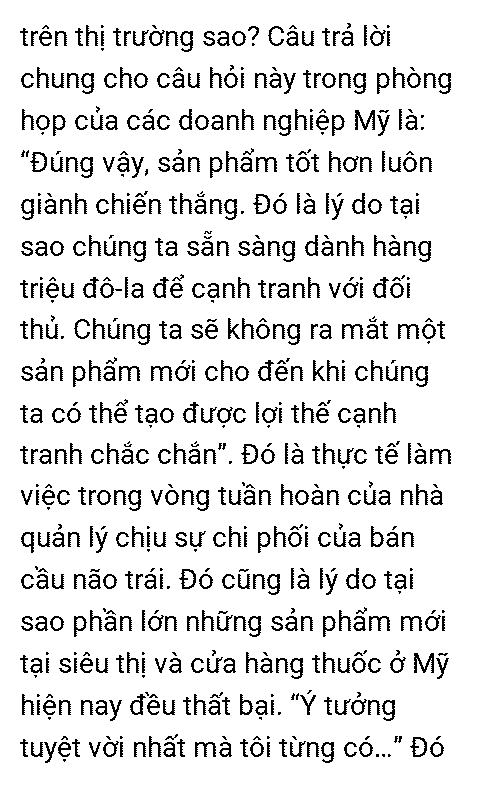 trên thị trường sao? Câu trả lời
chung cho câu hỏi này trong phòng
họp của các doanh nghiệp Mỹ là:
“Đúng vậy, sản phẩm tốt hơn luôn
giành chiến thắng. Đó là lý do tại
sao chúng ta sẵn sàng dành hàng
triệu đô-la để cạnh tranh với đối
thủ. Chúng ta sẽ không ra mắt một
sản phẩm mới cho đến khi chúng
ta có thể tạo được lợi thế cạnh
tranh chắc chắn”. Đó là thực tế làm
việc trong vòng tuần hoàn của nhà
quản lý chịu sự chi phối của bán
cầu não trái. Đó cũng là lý do tại
sao phần lớn những sản phẩm mới
tại siêu thị và cửa hàng thuốc ở Mỹ
hiện nay đều thất bại. “Ý tưởng
tuyệt vời nhất mà tôi từng có…” Đó